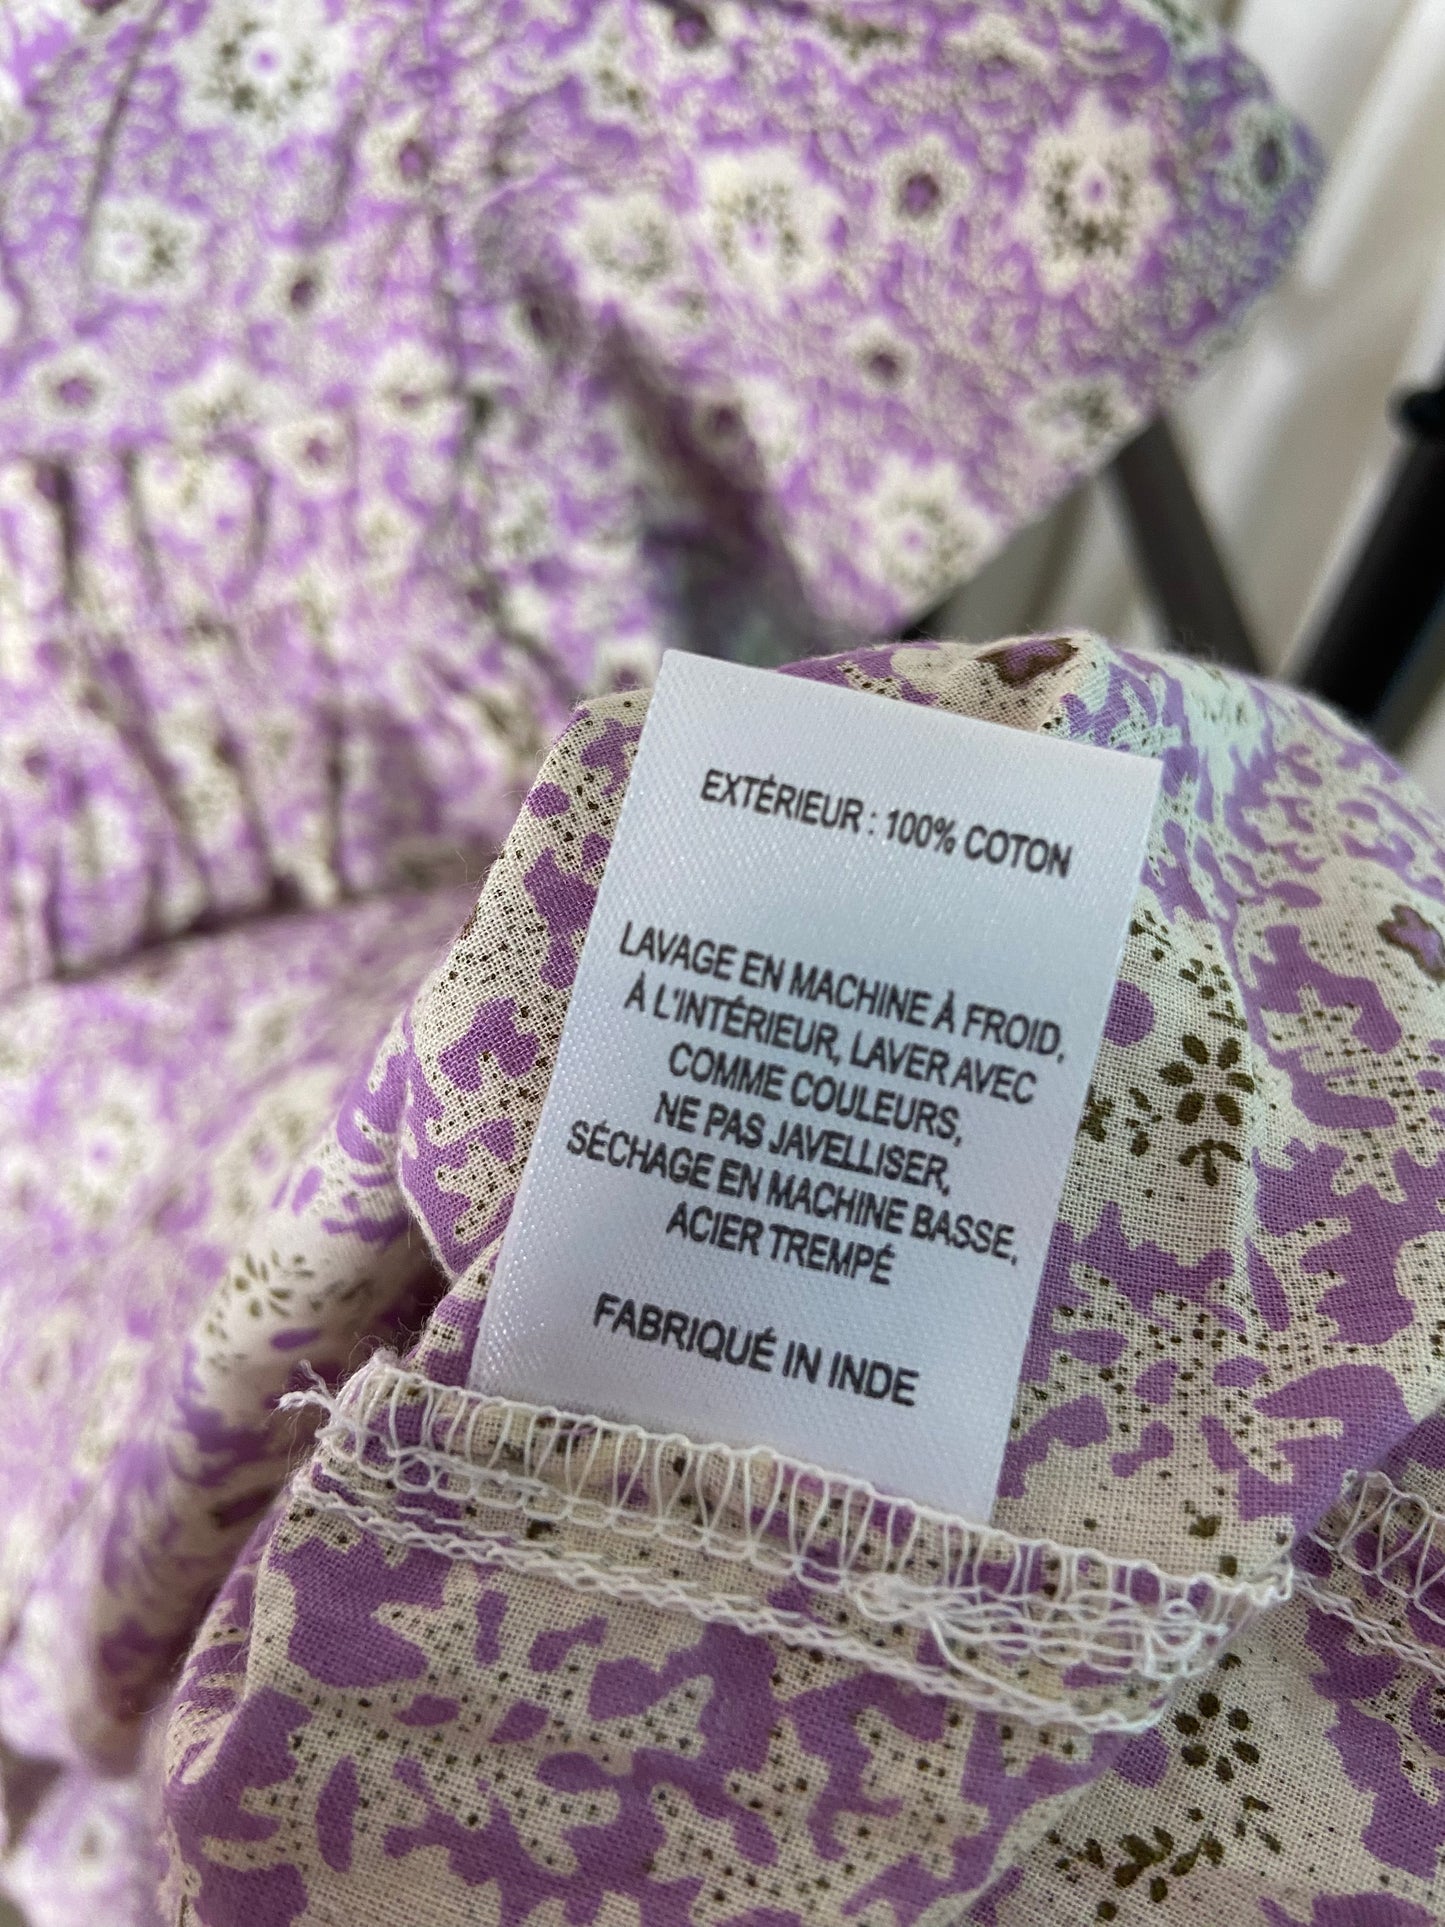 EXTÉRIEUR : 100% COTON
LAVAGE EN MACHINE À FROID,
À L'INTÉRIEUR, LAVER AVEC
COMME COULEURS,
NE PAS JAVELLISER,
SÉCHAGE EN MACHINE BASSE,
ACIER TREMPÉ
FABRIQUÉ IN INDE